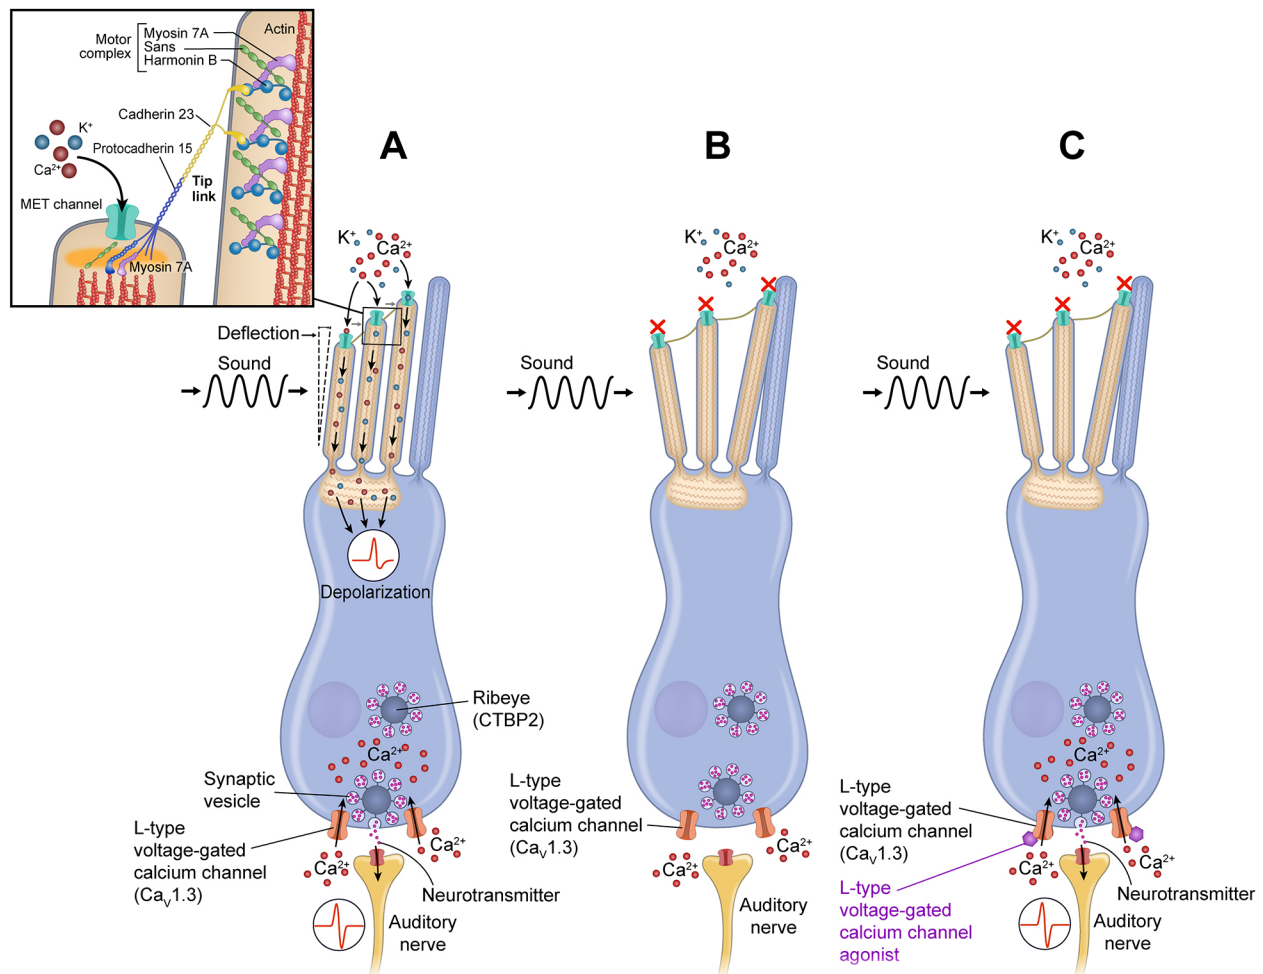 Motor
complex
Myosin 7A
Sans
Harmonin B
Actin
Cadherin 23
K⁺
Ca²⁺
Protocadherin 15
Tip
link
MET channel
Myosin 7A
A
K⁺
Ca²⁺
Deflection
Sound
Depolarization
Ribeye
(CTBP2)
Ca²⁺
Synaptic
vesicle
L-type
voltage-gated
calcium channel
(CaV1.3)
Ca²⁺
Ca²⁺
Neurotransmitter
Auditory
nerve
B
K⁺
Ca²⁺
Sound
L-type
voltage-gated
calcium channel
(CaV1.3)
Ca²⁺
Ca²⁺
Auditory
nerve
C
K⁺
Ca²⁺
Sound
Ca²⁺
L-type
voltage-gated
calcium channel
(CaV1.3)
Ca²⁺
Ca²⁺
L-type
voltage-gated
calcium channel
agonist
Neurotransmitter
Auditory
nerve